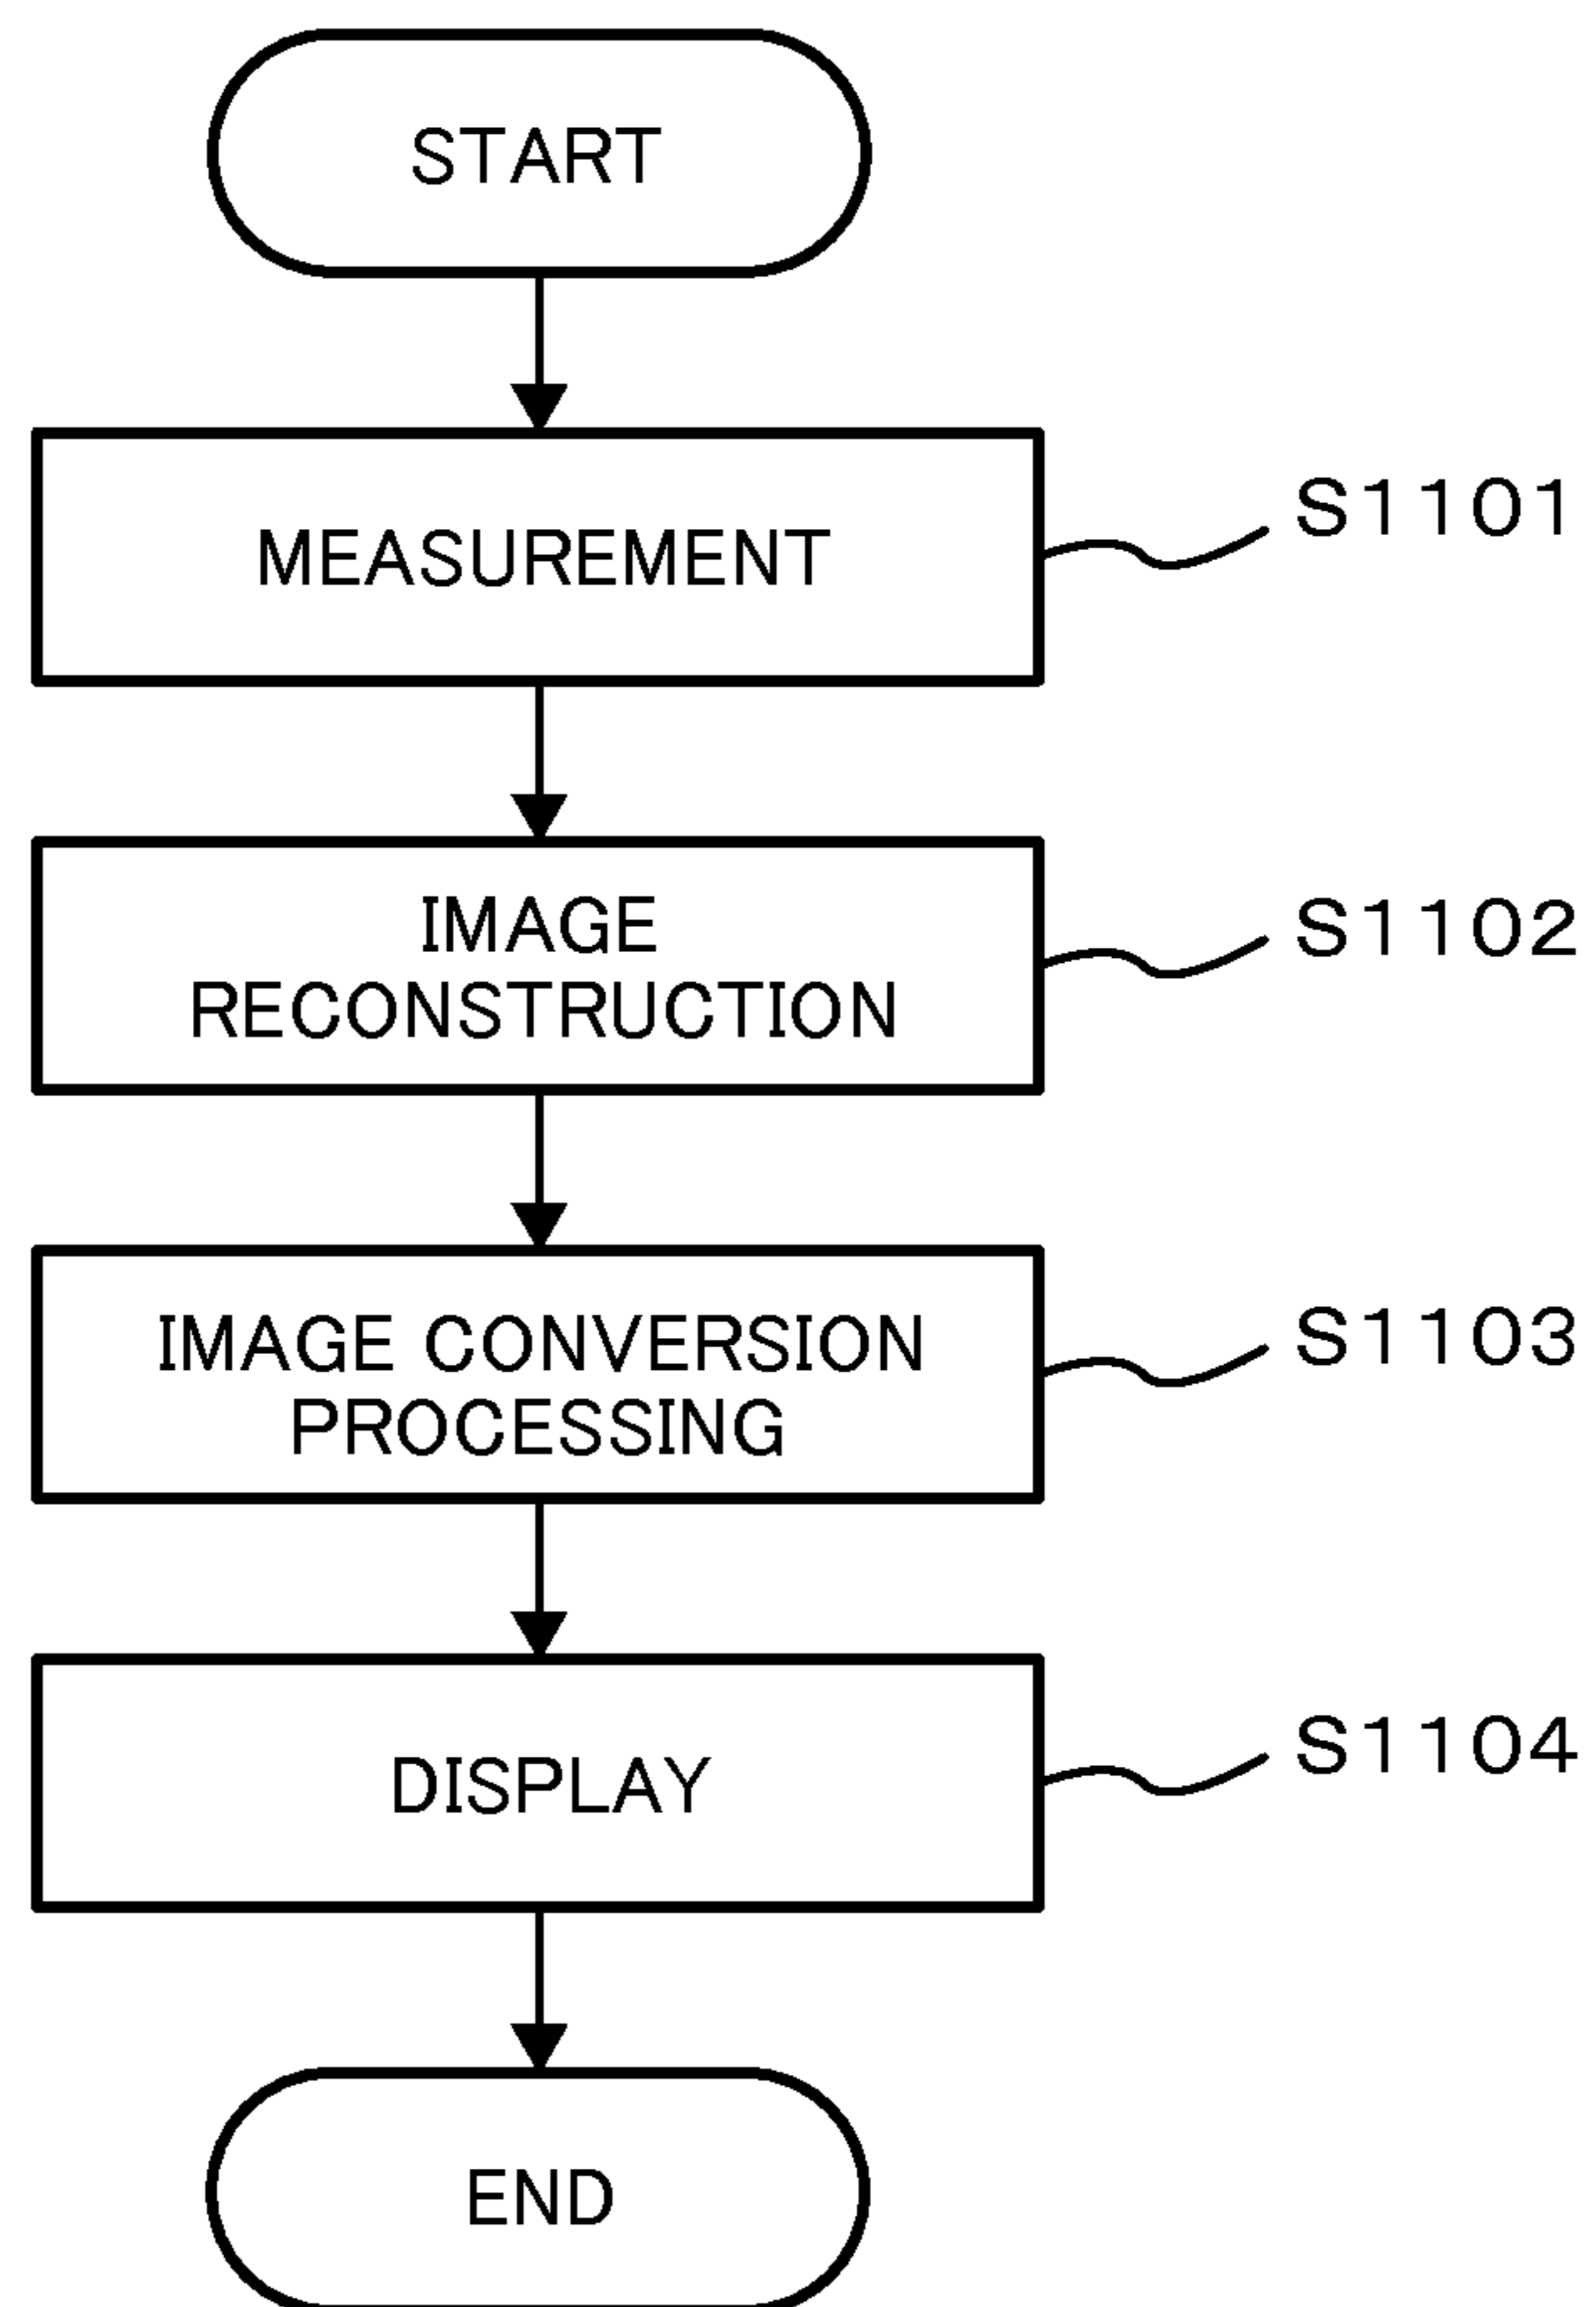 START
MEASUREMENT
S1101
IMAGE
RECONSTRUCTION
S1102
IMAGE CONVERSION
PROCESSING
S1103
DISPLAY
S1104
END